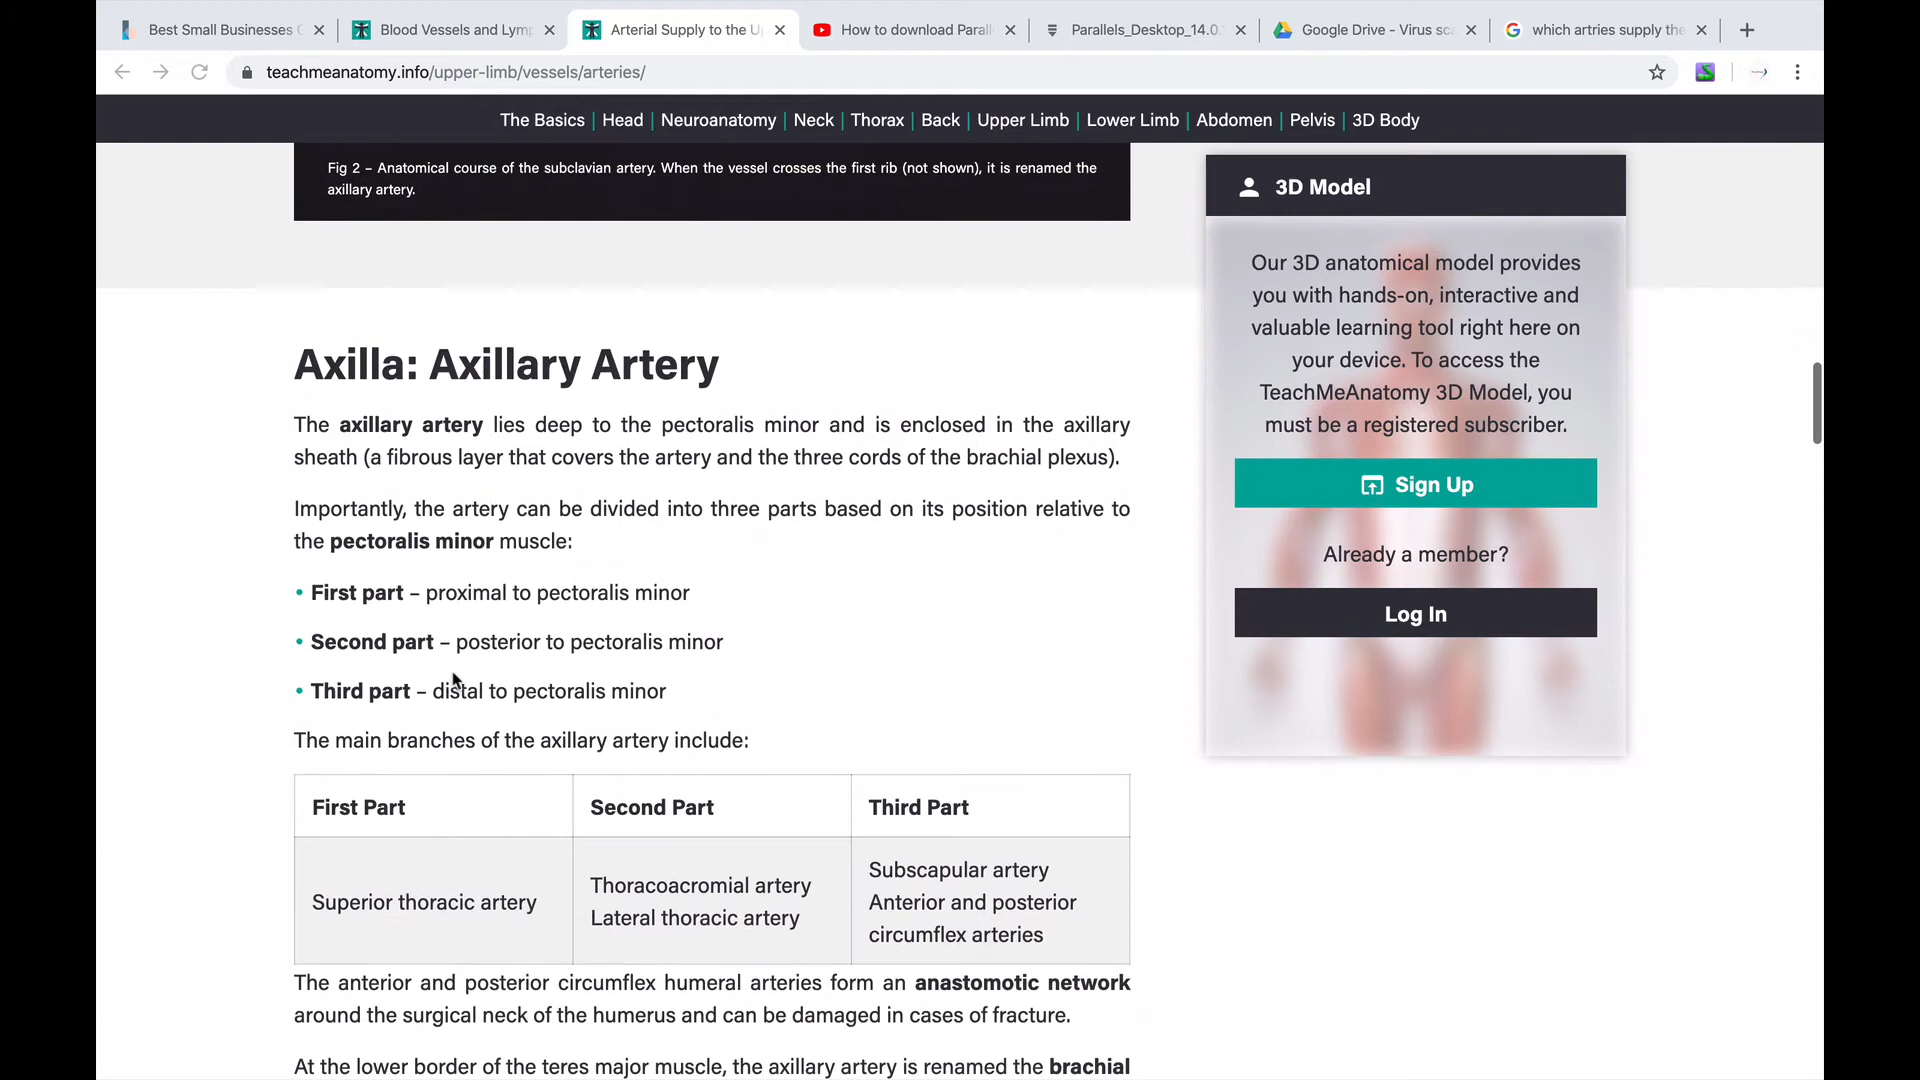 Best Small Businesses
Blood Vessels and Lymp
Arterial Supply to the U
How to download Paral
Parallels_Desktop_14.0.
Google Drive - Virus sc
which artries supply the
teachmeanatomy.info/upper-limb/vessels/arteries/
The Basics | Head | Neuroanatomy | Neck | Thorax | Back | Upper Limb | Lower Limb | Abdomen | Pelvis | 3D Body
Fig 2 – Anatomical course of the subclavian artery. When the vessel crosses the first rib (not shown), it is renamed the
axillary artery.
Axilla: Axillary Artery
The axillary artery lies deep to the pectoralis minor and is enclosed in the axillary
sheath (a fibrous layer that covers the artery and the three cords of the brachial plexus).
Importantly, the artery can be divided into three parts based on its position relative to
the pectoralis minor muscle:
• First part – proximal to pectoralis minor
• Second part – posterior to pectoralis minor
• Third part – distal to pectoralis minor
The main branches of the axillary artery include:
First Part
Second Part
Third Part
Superior thoracic artery
Thoracoacromial artery
Lateral thoracic artery
Subscapular artery
Anterior and posterior
circumflex arteries
The anterior and posterior circumflex humeral arteries form an anastomotic network
around the surgical neck of the humerus and can be damaged in cases of fracture.
At the lower border of the teres major muscle, the axillary artery is renamed the brachial
3D Model
Our 3D anatomical model provides
you with hands-on, interactive and
valuable learning tool right here on
your device. To access the
TeachMeAnatomy 3D Model, you
must be a registered subscriber.
Sign Up
Already a member?
Log In